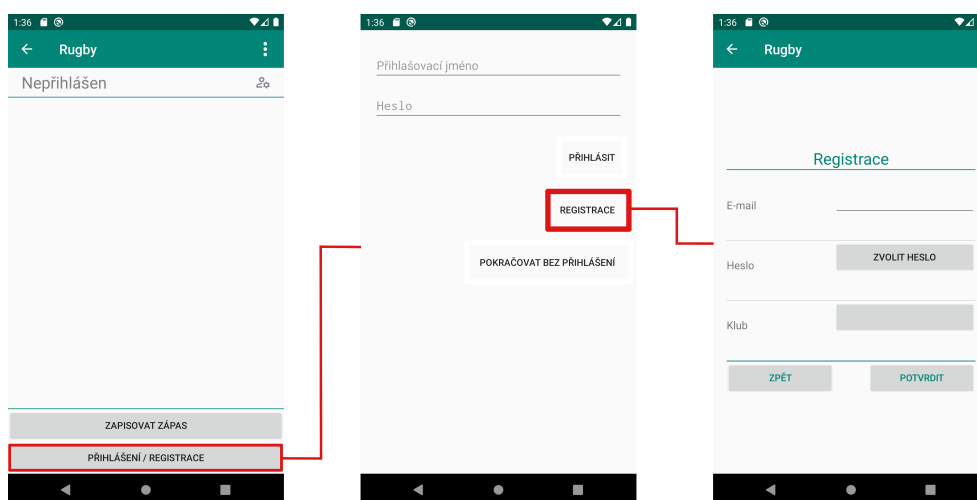 1:36
Rugby
Nepřihlášen
ZAPISOVAT ZÁPAS
PŘIHLÁŠENÍ / REGISTRACE
1:36
Přihlašovací jméno
Heslo
PŘIHLÁSIT
REGISTRACE
POKRAČOVAT BEZ PŘIHLÁŠENÍ
1:36
Rugby
Registrace
E-mail
Heslo
ZVOLIT HESLO
Klub
ZPĚT
POTVRDIT